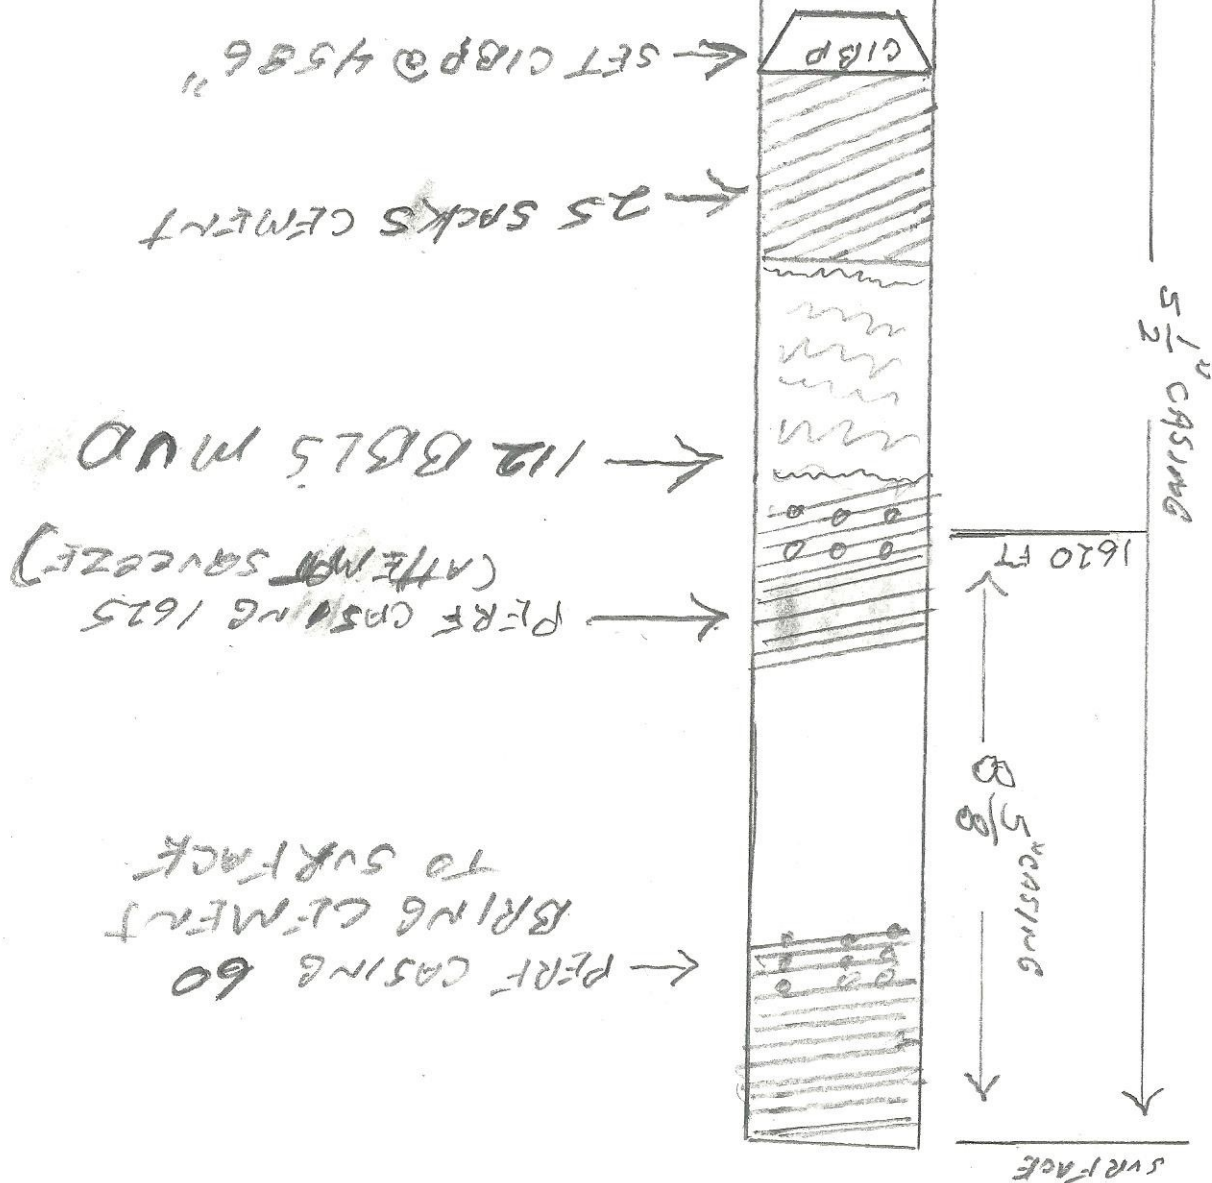 SURFACE
PERF CASING 60
BRING CEMENT
TO SURFACE
8 5/8" CASING
PERF CASING 1625
(ATTEMPT SQUEEZE)
1620 FT
112 BBLS MUD
5 1/2" CASING
25 SACKS CEMENT
SET CIBP @ 4586"
CIBP